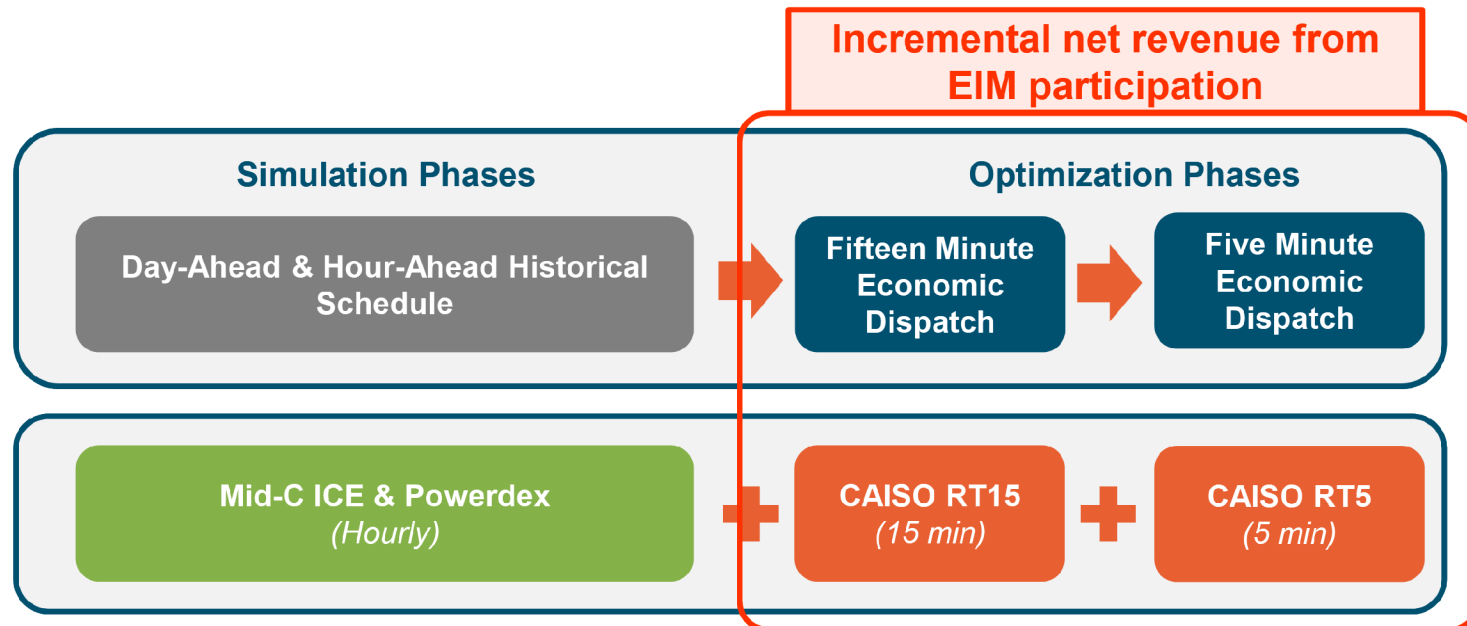 Incremental net revenue from
EIM participation
Simulation Phases
Optimization Phases
Day-Ahead & Hour-Ahead Historical
Schedule
Fifteen Minute
Economic
Dispatch
Five Minute
Economic
Dispatch
Mid-C ICE & Powerdex
(Hourly)
CAISO RT15
(15 min)
CAISO RT5
(5 min)